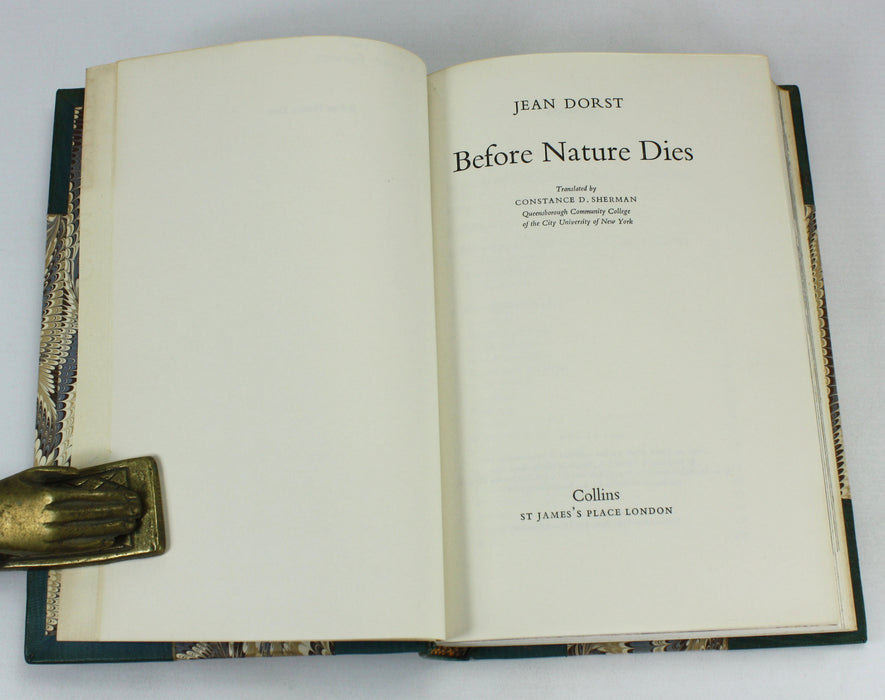 JEAN DORST
Before Nature Dies
Translated by
CONSTANCE D. SHERMAN
Queensborough Community College
of the City University of New York
Collins
ST JAMES'S PLACE LONDON